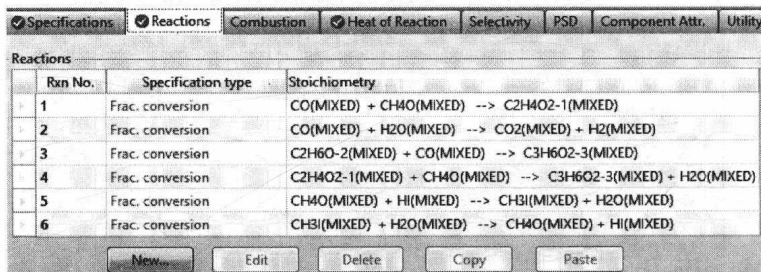 Specifications Reactions Combustion Heat of Reaction Selectivity PSD Component Attr. Utility
Reactions
Rxn No. Specification type Stoichiometry
1 Frac. conversion CO(MIXED) + CH4O(MIXED) --> C2H4O2-1(MIXED)
2 Frac. conversion CO(MIXED) + H2O(MIXED) --> CO2(MIXED) + H2(MIXED)
3 Frac. conversion C2H6O-2(MIXED) + CO(MIXED) --> C3H6O2-3(MIXED)
4 Frac. conversion C2H4O2-1(MIXED) + CH4O(MIXED) --> C3H6O2-3(MIXED) + H2O(MIXED)
5 Frac. conversion CH4O(MIXED) + HI(MIXED) --> CH3I(MIXED) + H2O(MIXED)
6 Frac. conversion CH3I(MIXED) + H2O(MIXED) --> CH4O(MIXED) + HI(MIXED)
New... Edit Delete Copy Paste